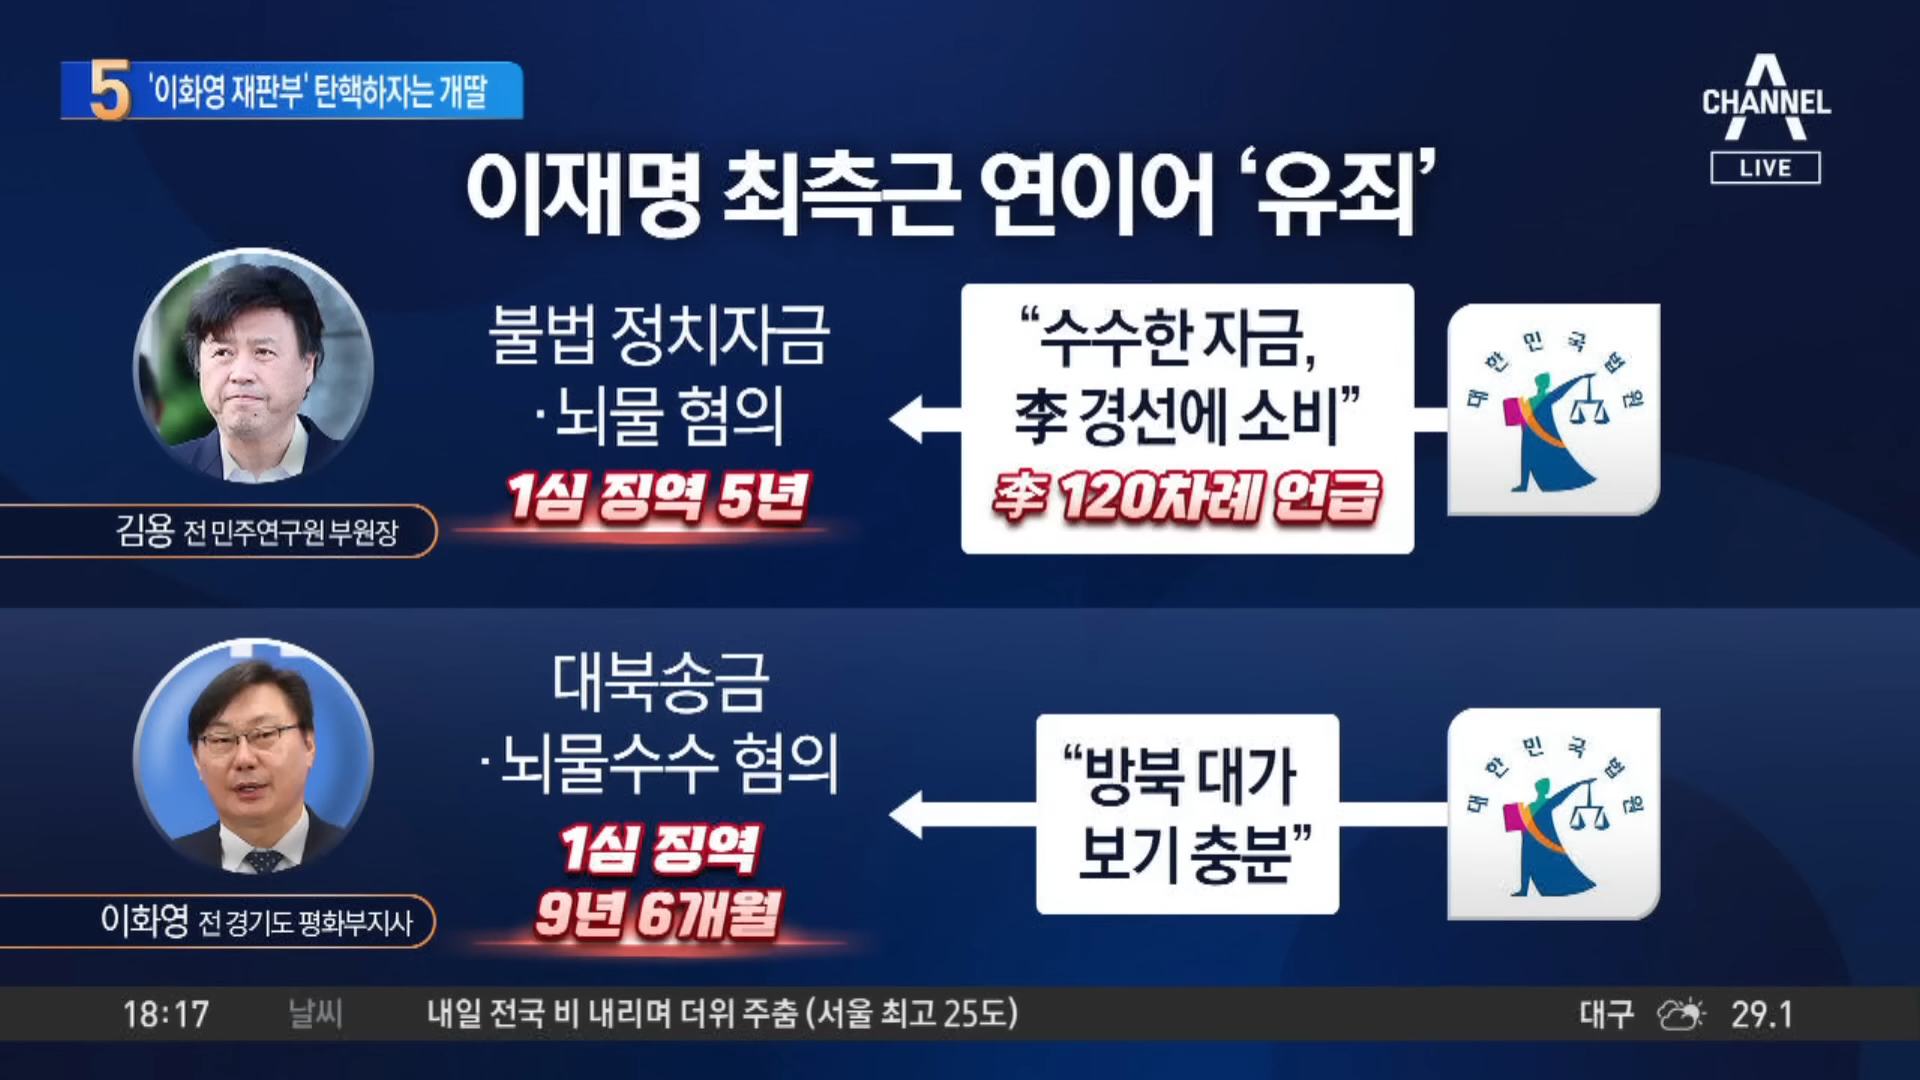 5 '이화영 재판부' 탄핵하자는 개딸
CHANNEL A
LIVE
이재명 최측근 연이어 ‘유죄’
불법 정치자금
·뇌물 혐의
1심 징역 5년
“수수한 자금,
李 경선에 소비”
李 120차례 언급
대한민국법원
김용 전 민주연구원 부원장
대북송금
·뇌물수수 혐의
1심 징역
9년 6개월
“방북 대가
보기 충분”
대한민국법원
이화영 전 경기도 평화부지사
18:17 날씨 내일 전국 비 내리며 더위 주춤 (서울 최고 25도) 대구 29.1